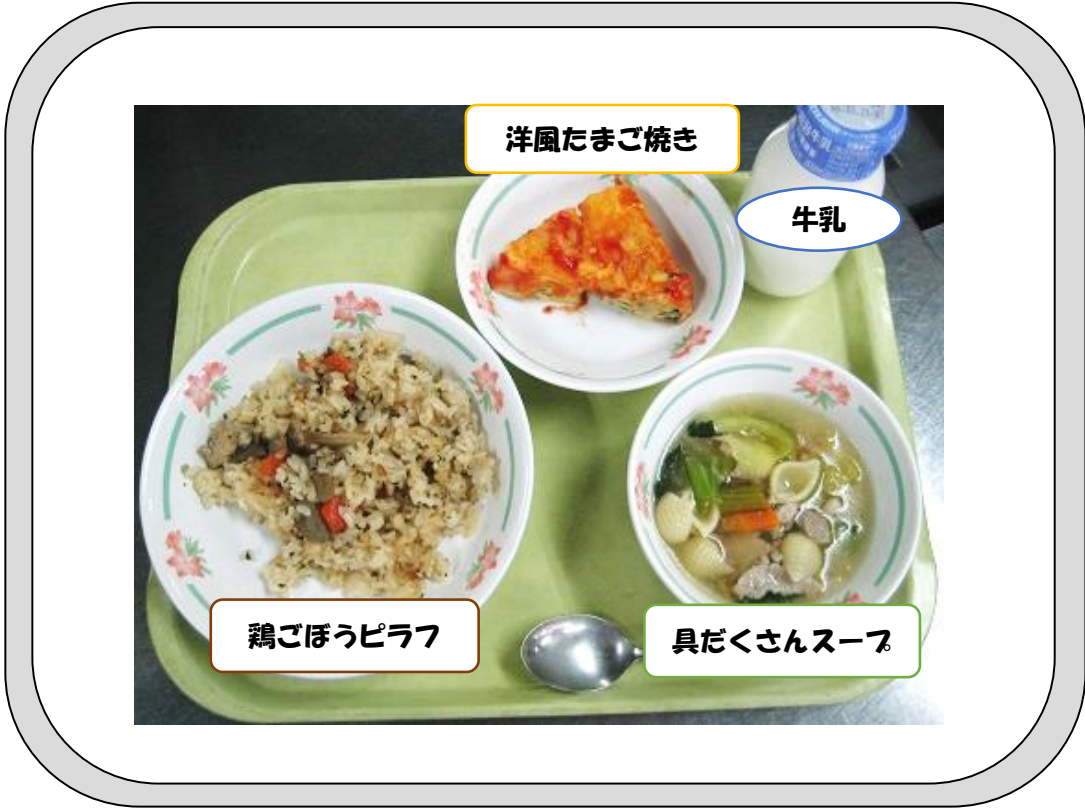 洋風たまご焼き
牛乳
鶏ごぼうピラフ
具だくさんスープ